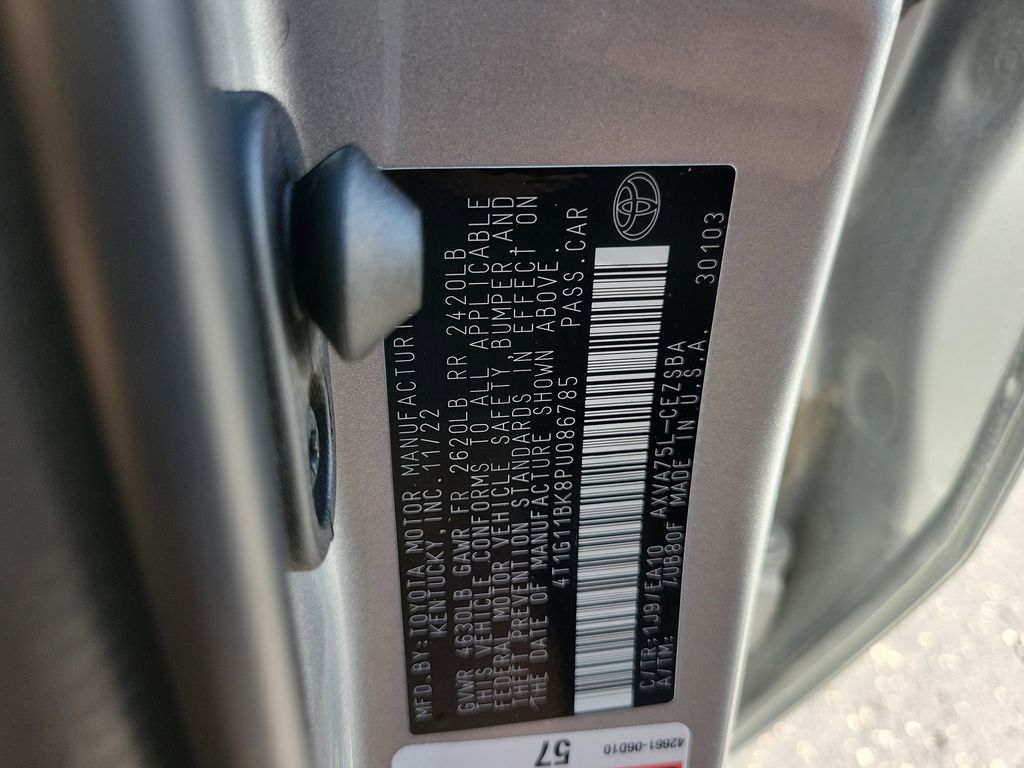 MFD.BY:TOYOTA MOTOR MANUFACTURI
KENTUCKY, INC. 11/22
GVWR 4630LB GAWR FR 2620LB RR 2420LB
THIS VEHICLE CONFORMS TO ALL APPLICABLE
FEDERAL MOTOR VEHICLE SAFETY, BUMPER, AND
THEFT PREVENTION STANDARDS IN EFFECT ON
THE DATE OF MANUFACTURE SHOWN ABOVE.
4T1G11BK8PU086785 PASS.CAR
C/TR:1J9/EA10 AXVA75L-CEZSBA
A/TM: /UB80F MADE IN U.S.A. 30103
57
42661-06D10